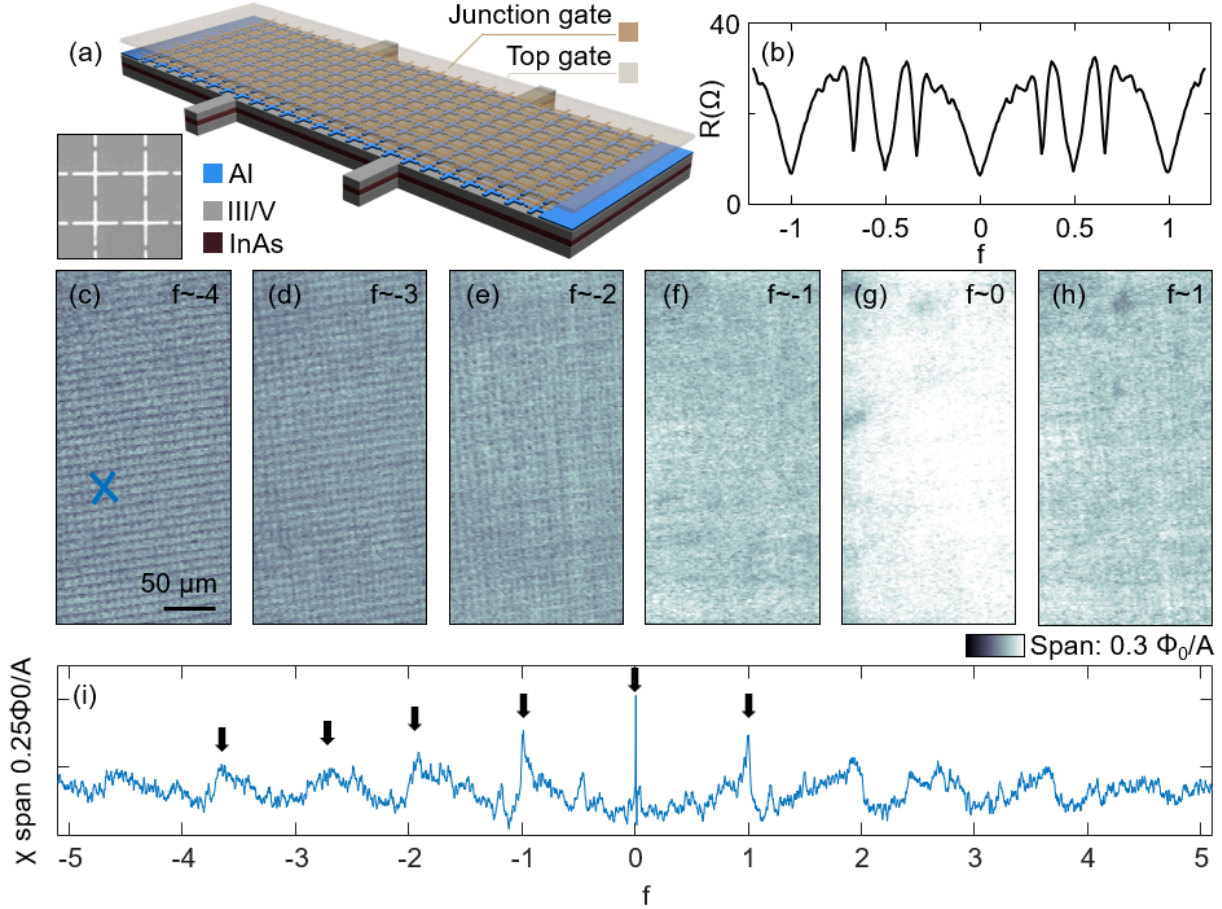 (a)
Junction gate
Top gate
Al
III/V
InAs
(b)
R(Ω)
40
0
-1 -0.5 0 0.5 1
f
(c) f~-4
50 µm
(d) f~-3
(e) f~-2
(f) f~-1
(g) f~0
(h) f~1
Span: 0.3 Φ₀/A
(i)
χ span 0.25Φ0/A
-5 -4 -3 -2 -1 0 1 2 3 4 5
f